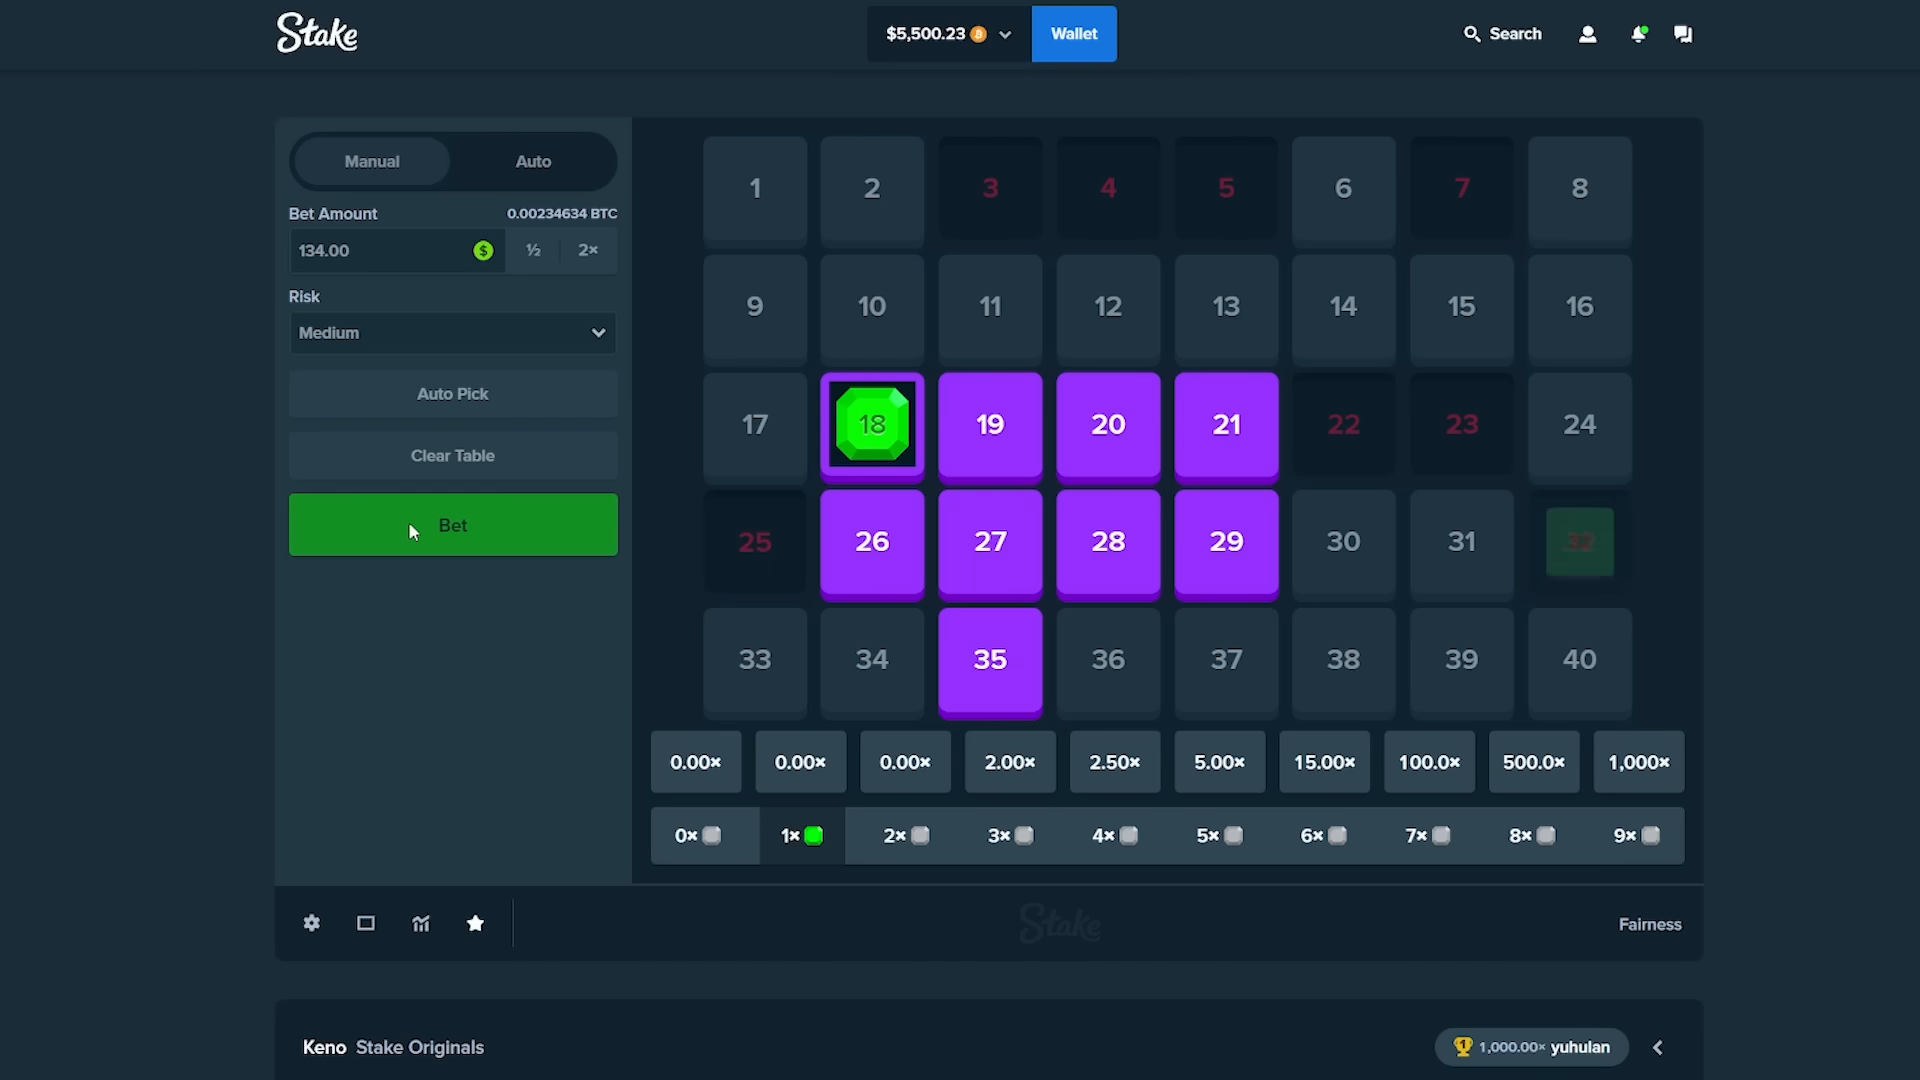 Stake
$5,500.23
Wallet
Search
Manual
Auto
Bet Amount
0.00234634 BTC
134.00
$
½
2×
Risk
Medium
Auto Pick
Clear Table
Bet
1 2 3 4 5 6 7 8
9 10 11 12 13 14 15 16
17 18 19 20 21 22 23 24
25 26 27 28 29 30 31 32
33 34 35 36 37 38 39 40
0.00× 0.00× 0.00× 2.00× 2.50× 5.00× 15.00× 100.0× 500.0× 1,000×
0× 1× 2× 3× 4× 5× 6× 7× 8× 9×
Stake
Fairness
Keno Stake Originals
1 1,000.00× yuhulan